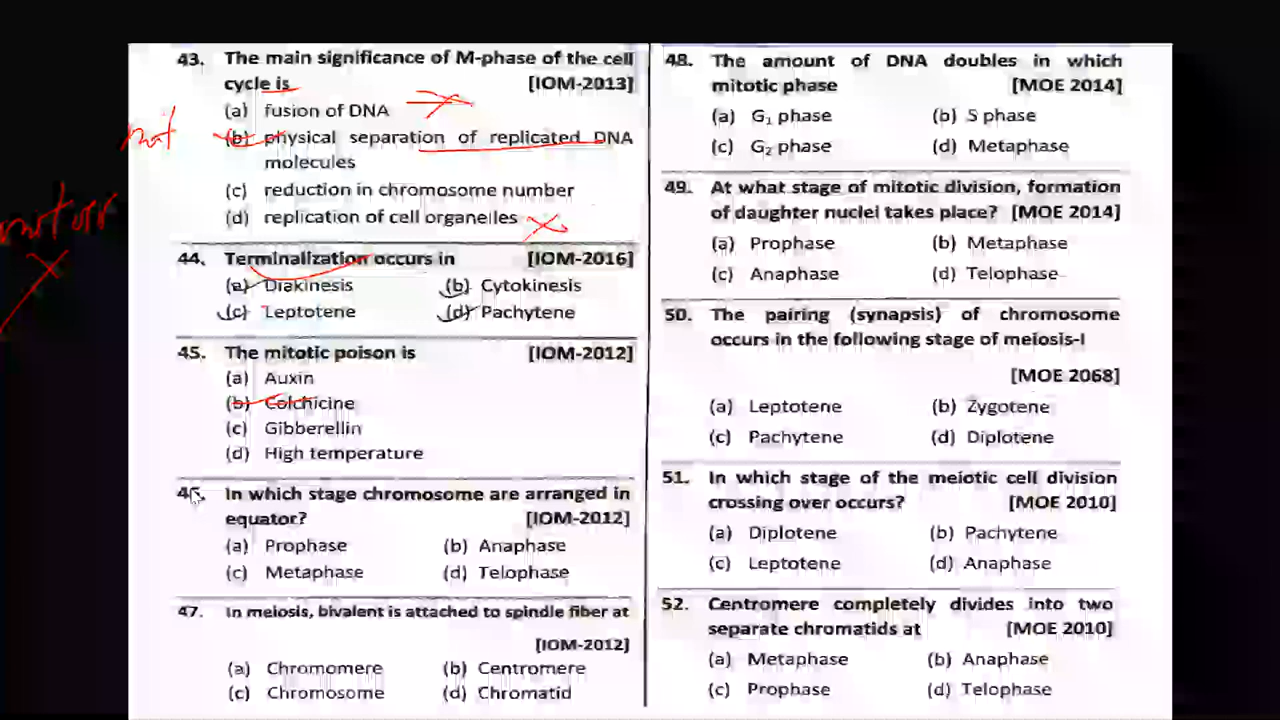 43. The main significance of M-phase of the cell
cycle is [IOM-2013]
(a) fusion of DNA
(b) physical separation of replicated DNA
molecules
(c) reduction in chromosome number
(d) replication of cell organelles
44. Terminalization occurs in [IOM-2016]
(a) Diakinesis (b) Cytokinesis
(c) Leptotene (d) Pachytene
45. The mitotic poison is [IOM-2012]
(a) Auxin
(b) Colchicine
(c) Gibberellin
(d) High temperature
46. In which stage chromosome are arranged in
equator? [IOM-2012]
(a) Prophase (b) Anaphase
(c) Metaphase (d) Telophase
47. In meiosis, bivalent is attached to spindle fiber at
[IOM-2012]
(a) Chromomere (b) Centromere
(c) Chromosome (d) Chromatid
48. The amount of DNA doubles in which
mitotic phase [MOE 2014]
(a) G₁ phase (b) S phase
(c) G₂ phase (d) Metaphase
49. At what stage of mitotic division, formation
of daughter nuclei takes place? [MOE 2014]
(a) Prophase (b) Metaphase
(c) Anaphase (d) Telophase
50. The pairing (synapsis) of chromosome
occurs in the following stage of meiosis-I
[MOE 2068]
(a) Leptotene (b) Zygotene
(c) Pachytene (d) Diplotene
51. In which stage of the meiotic cell division
crossing over occurs? [MOE 2010]
(a) Diplotene (b) Pachytene
(c) Leptotene (d) Anaphase
52. Centromere completely divides into two
separate chromatids at [MOE 2010]
(a) Metaphase (b) Anaphase
(c) Prophase (d) Telophase